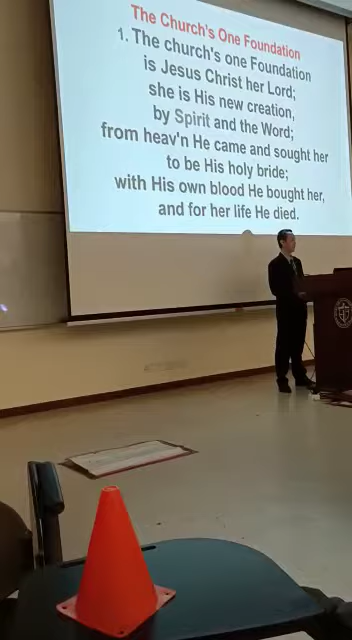 The Church's One Foundation
1. The church's one Foundation
is Jesus Christ her Lord;
she is His new creation,
by Spirit and the Word;
from heav'n He came and sought her
to be His holy bride;
with His own blood He bought her,
and for her life He died.